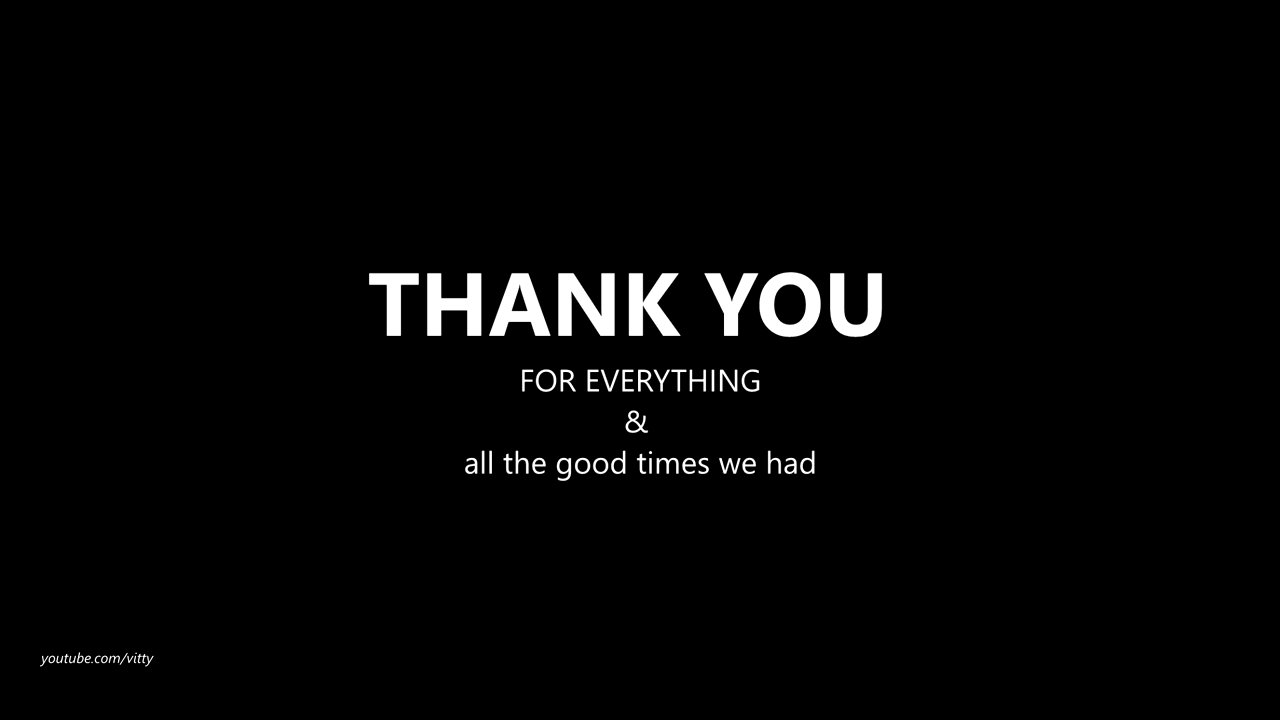 THANK YOU
FOR EVERYTHING
&
all the good times we had
youtube.com/vitty